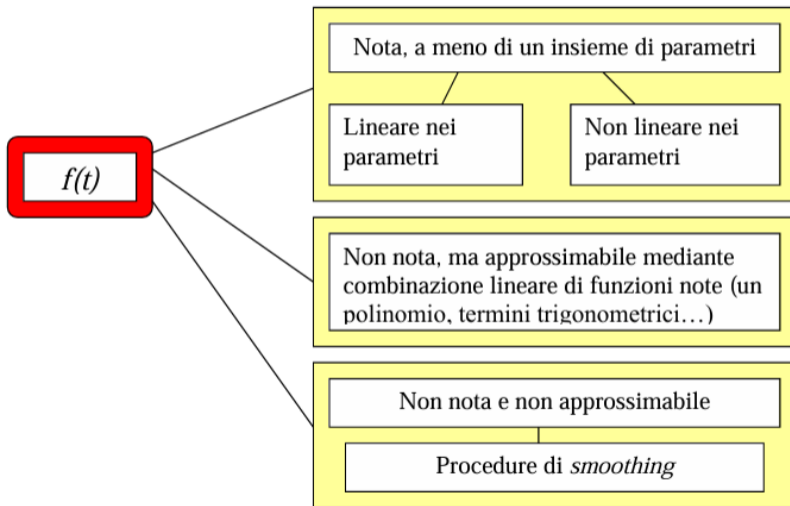 Nota, a meno di un insieme di parametri
Lineare nei
parametri
Non lineare nei
parametri
f(t)
Non nota, ma approssimabile mediante
combinazione lineare di funzioni note (un
polinomio, termini trigonometrici…)
Non nota e non approssimabile
Procedure di smoothing